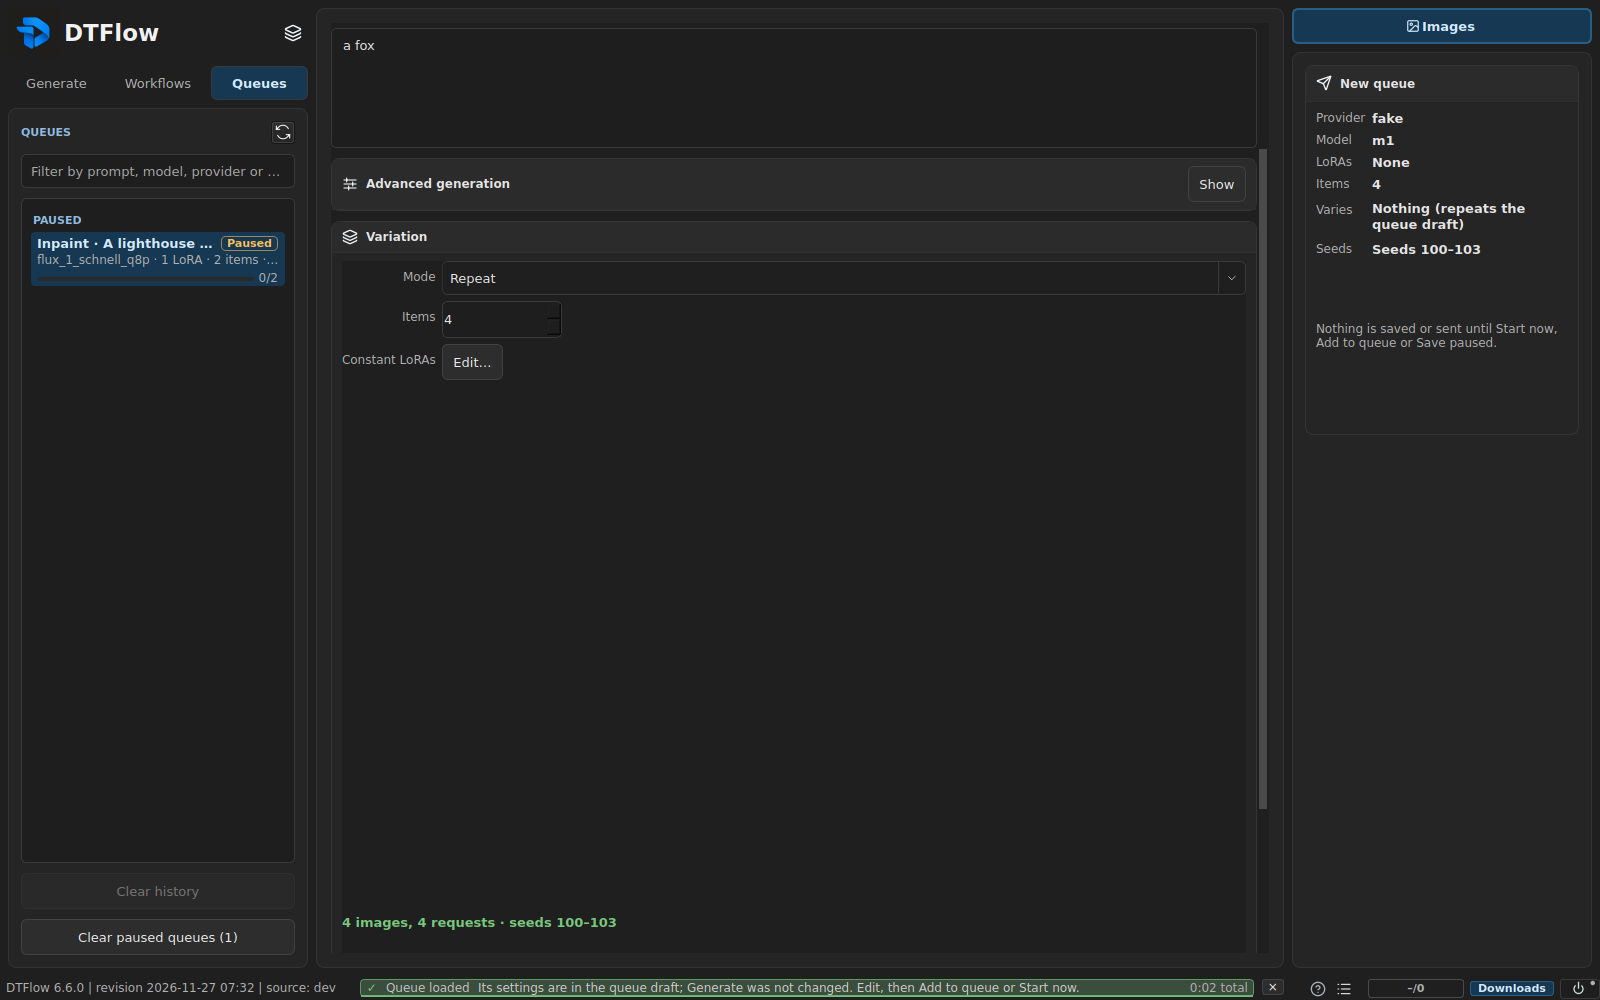 DTFlow
Generate
Workflows
Queues
QUEUES
Filter by prompt, model, provider or ...
PAUSED
Inpaint · A lighthouse ...
Paused
flux_1_schnell_q8p · 1 LoRA · 2 items ·...
0/2
Clear history
Clear paused queues (1)
a fox
Advanced generation
Show
Variation
Mode
Repeat
Items
4
Constant LoRAs
Edit...
4 images, 4 requests · seeds 100–103
Images
New queue
Provider fake
Model m1
LoRAs None
Items 4
Varies Nothing (repeats the
queue draft)
Seeds Seeds 100–103
Nothing is saved or sent until Start now,
Add to queue or Save paused.
DTFlow 6.6.0 | revision 2026-11-27 07:32 | source: dev
✓ Queue loaded Its settings are in the queue draft; Generate was not changed. Edit, then Add to queue or Start now. 0:02 total
–/0
Downloads